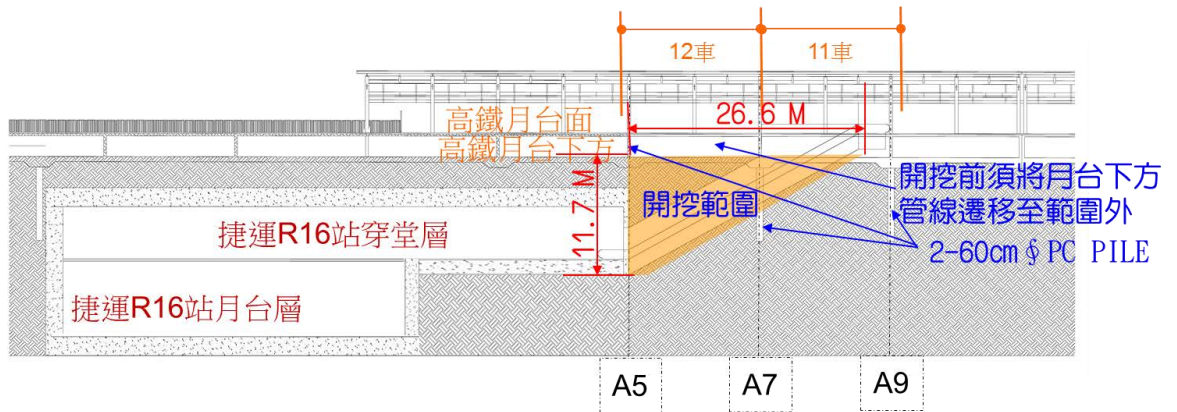 12車
11車
26.6 M
高鐵月台面
高鐵月台下方
11.7 M
開挖範圍
開挖前須將月台下方
管線遷移至範圍外
2-60cm∮PC PILE
捷運R16站穿堂層
捷運R16站月台層
A5
A7
A9